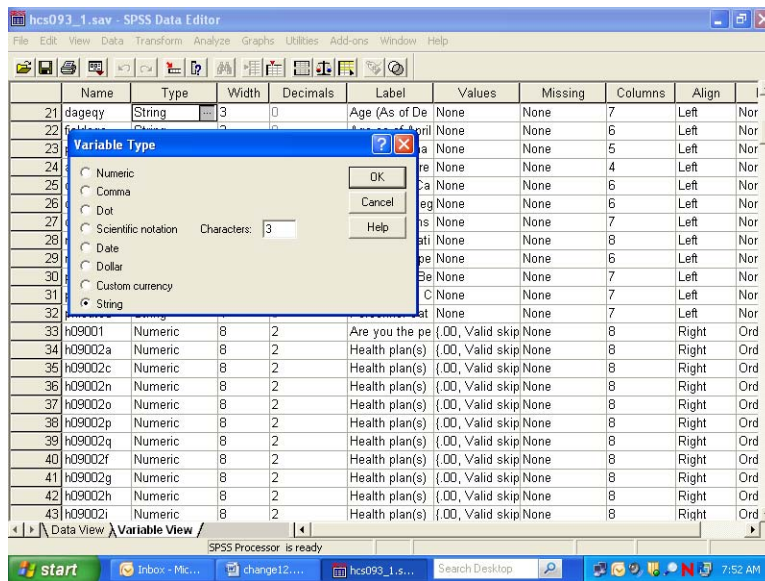 hcs093_1.sav - SPSS Data Editor
File Edit View Data Transform Analyze Graphs Utilities Add-ons Window Help
Name Type Width Decimals Label Values Missing Columns Align
21 dageqy String ... 3 0 Age (As of De None None 7 Left Nor
22 None None 6 Left Nor
23 None None 5 Left Nor
24 None None 4 Left Nor
25 None None 6 Left Nor
26 None None 6 Left Nor
27 None None 7 Left Nor
28 None None 8 Left Nor
29 None None 6 Left Nor
30 None None 7 Left Nor
31 C None None 7 Left Nor
32 None None 7 Left Nor
Variable Type
Numeric
Comma
Dot
Scientific notation
Date
Dollar
Custom currency
String
Characters: 3
OK
Cancel
Help
33 h09001 Numeric 8 2 Are you the pe {.00, Valid skip None 8 Right Ord
34 h09002a Numeric 8 2 Health plan(s) {.00, Valid skip None 8 Right Ord
35 h09002c Numeric 8 2 Health plan(s) {.00, Valid skip None 8 Right Ord
36 h09002n Numeric 8 2 Health plan(s) {.00, Valid skip None 8 Right Ord
37 h09002o Numeric 8 2 Health plan(s) {.00, Valid skip None 8 Right Ord
38 h09002p Numeric 8 2 Health plan(s) {.00, Valid skip None 8 Right Ord
39 h09002q Numeric 8 2 Health plan(s) {.00, Valid skip None 8 Right Ord
40 h09002f Numeric 8 2 Health plan(s) {.00, Valid skip None 8 Right Ord
41 h09002g Numeric 8 2 Health plan(s) {.00, Valid skip None 8 Right Ord
42 h09002h Numeric 8 2 Health plan(s) {.00, Valid skip None 8 Right Ord
43 h09002i Numeric 8 2 Health plan(s) {.00, Valid skip None 8 Right Ord
Data View Variable View
SPSS Processor is ready
start Inbox - Mic... change12.... hcs093_1.s... Search Desktop 7:52 AM